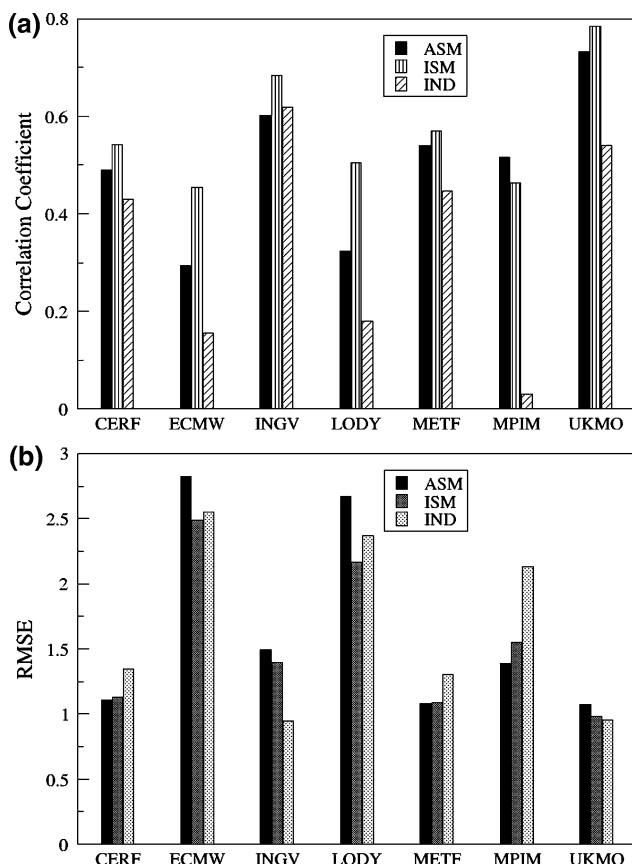 (a)
0.8
0.6
0.4
0.2
0
Correlation Coefficient
ASM
ISM
IND
CERF ECMW INGV LODY METF MPIM UKMO
(b)
3
2.5
2
1.5
1
0.5
0
RMSE
ASM
ISM
IND
CERF ECMW INGV LODY METF MPIM UKMO